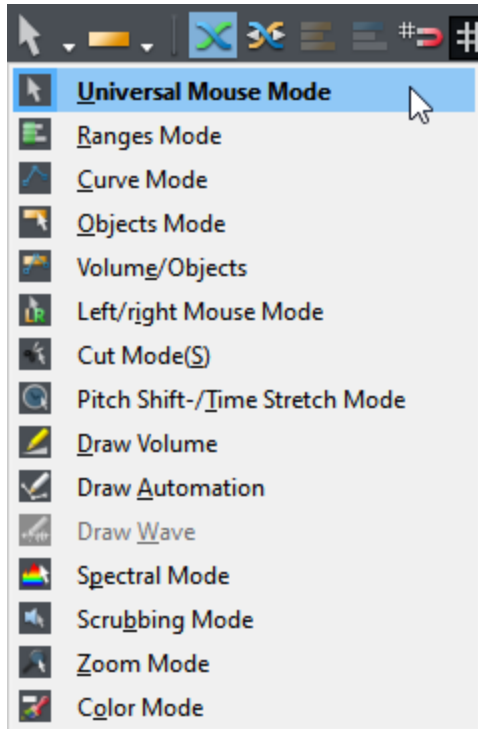 Universal Mouse Mode
Ranges Mode
Curve Mode
Objects Mode
Volume/Objects
Left/right Mouse Mode
Cut Mode(S)
Pitch Shift-/Time Stretch Mode
Draw Volume
Draw Automation
Draw Wave
Spectral Mode
Scrubbing Mode
Zoom Mode
Color Mode